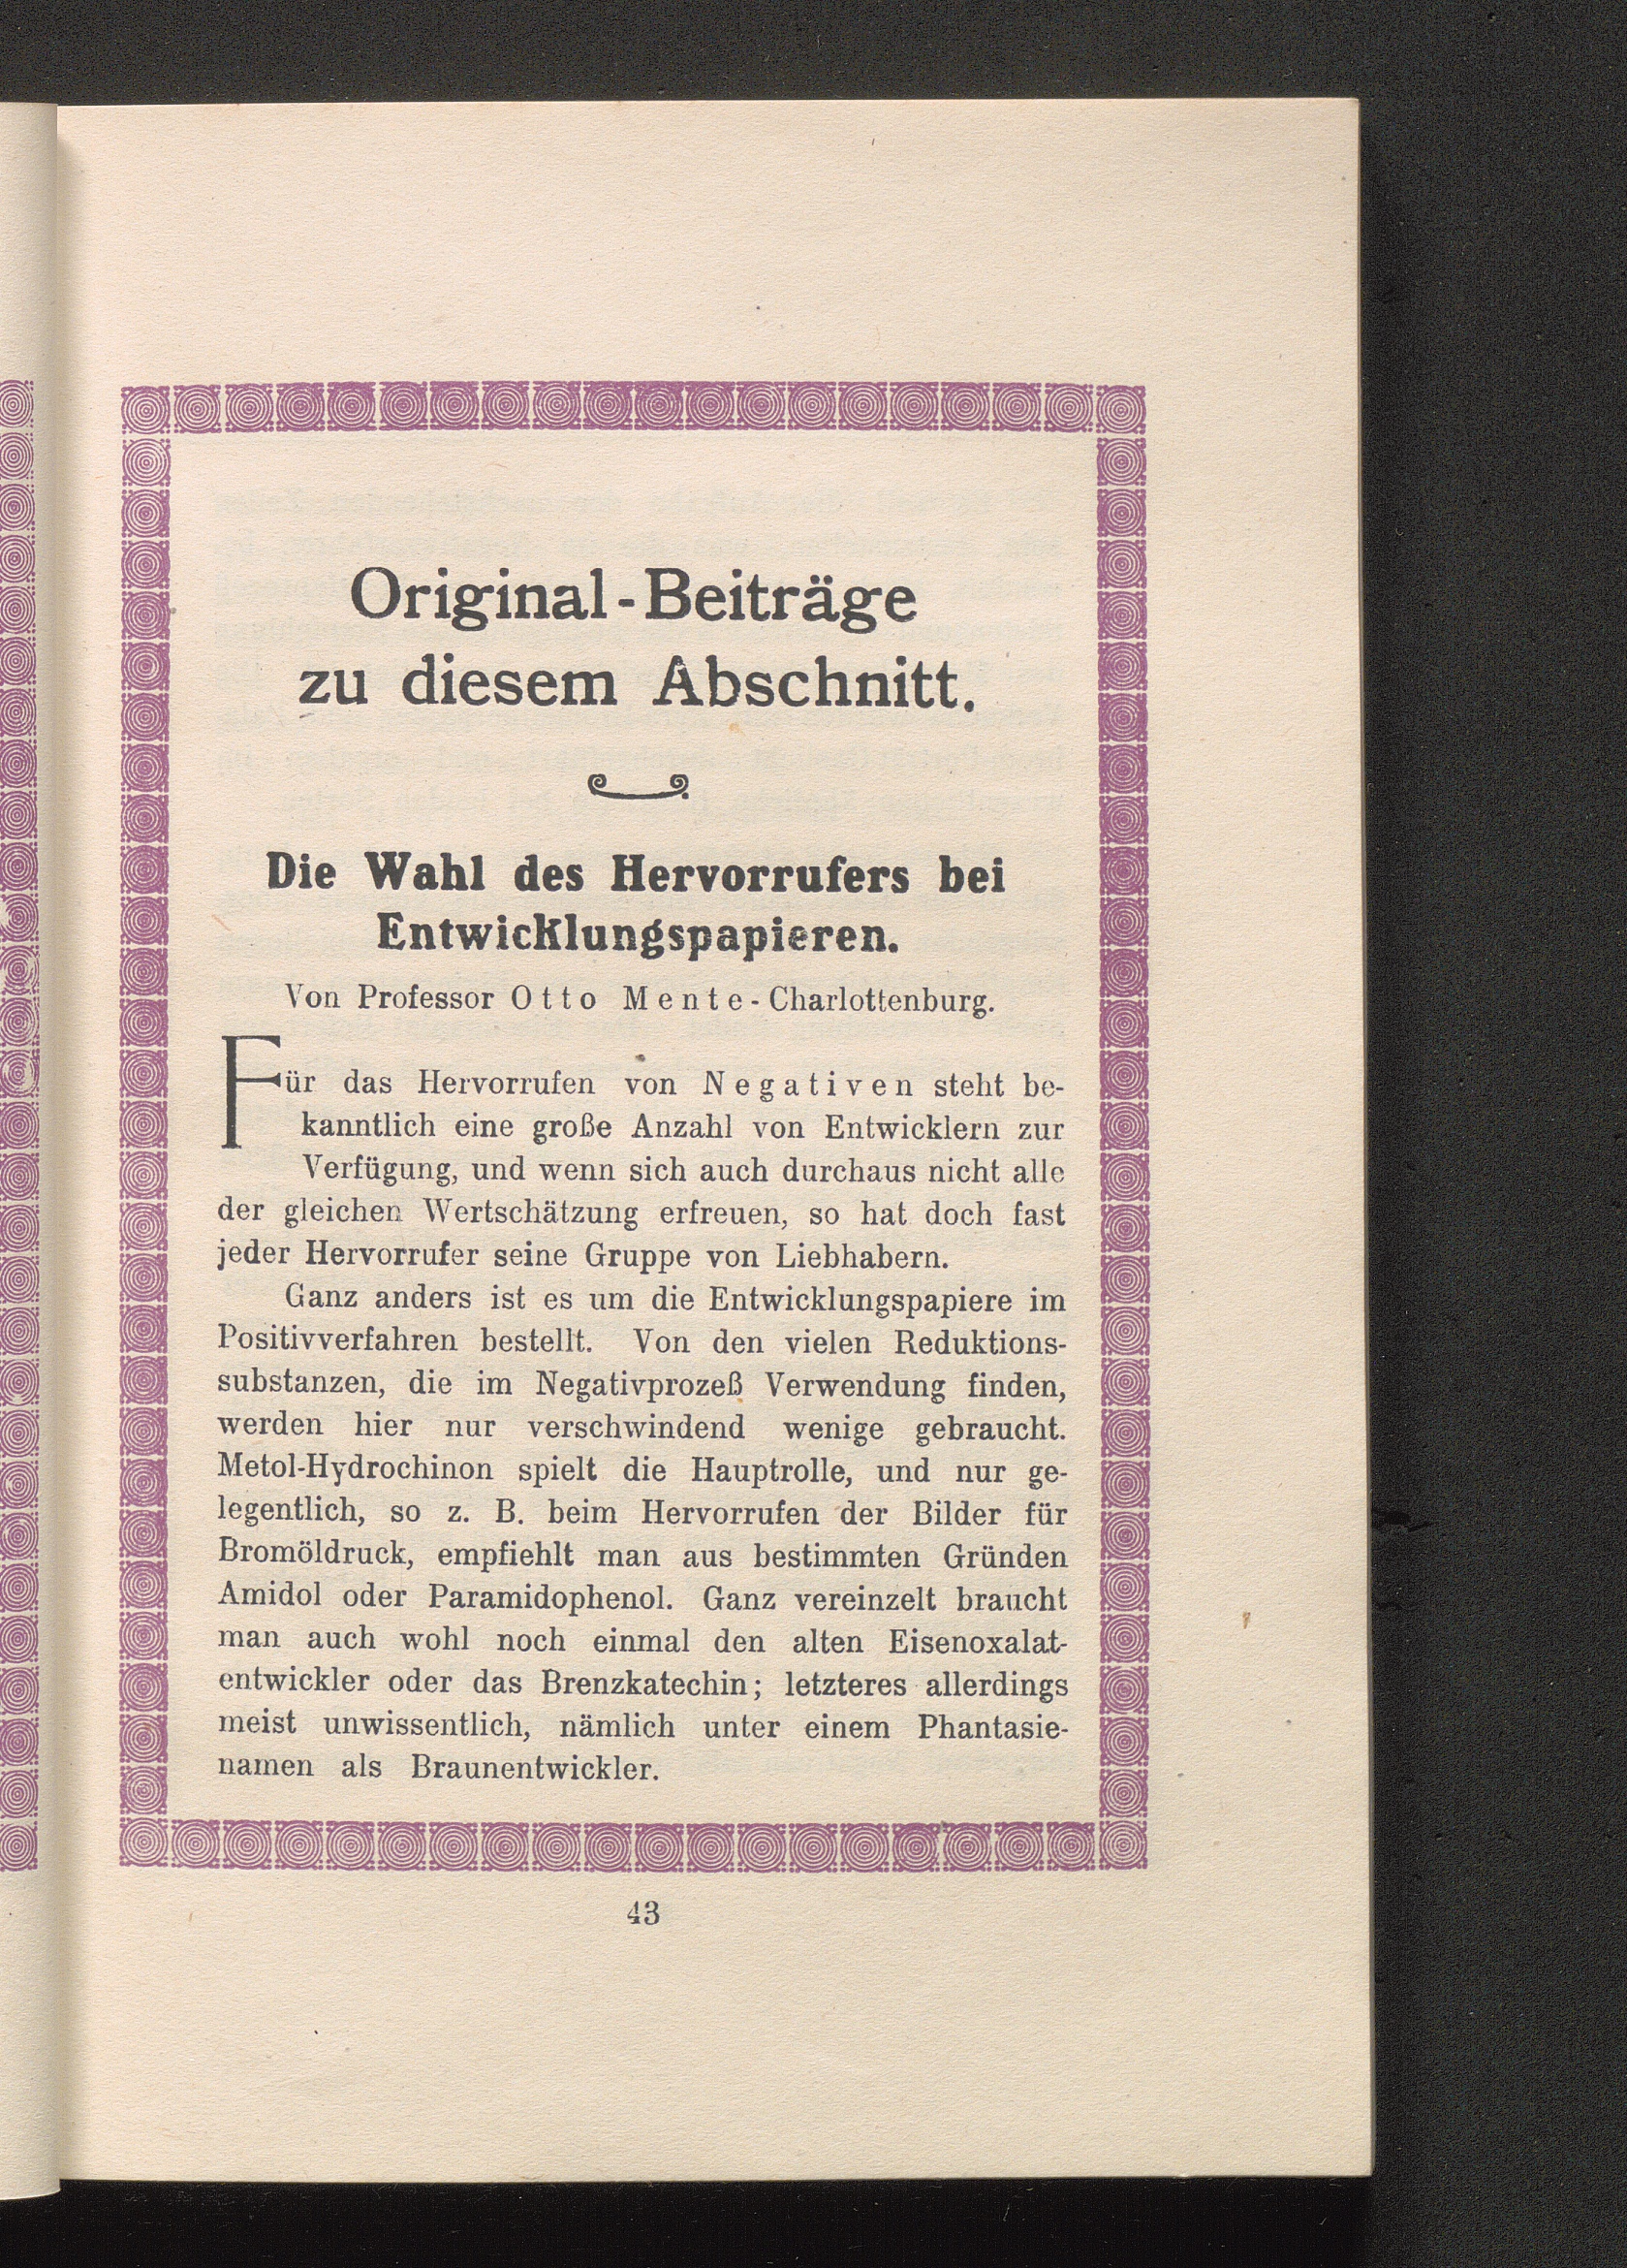 Original-Beiträge
zu diesem Abschnitt.
Die Wahl des Hervorrufers bei
Entwicklungspapieren.
Von Professor Otto Mente-Charlottenburg.
Für das Hervorrufen von Negativen steht be-
kanntlich eine große Anzahl von Entwicklern zur
Verfügung, und wenn sich auch durchaus nicht alle
der gleichen Wertschätzung erfreuen, so hat doch fast
jeder Hervorrufer seine Gruppe von Liebhabern.
Ganz anders ist es um die Entwicklungspapiere im
Positivverfahren bestellt. Von den vielen Reduktions-
substanzen, die im Negativprozeß Verwendung finden,
werden hier nur verschwindend wenige gebraucht.
Metol-Hydrochinon spielt die Hauptrolle, und nur ge-
legentlich, so z. B. beim Hervorrufen der Bilder für
Bromöldruck, empfiehlt man aus bestimmten Gründen
Amidol oder Paramidophenol. Ganz vereinzelt braucht
man auch wohl noch einmal den alten Eisenoxalat-
entwickler oder das Brenzkatechin; letzteres allerdings
meist unwissentlich, nämlich unter einem Phantasie-
namen als Braunentwickler.
43